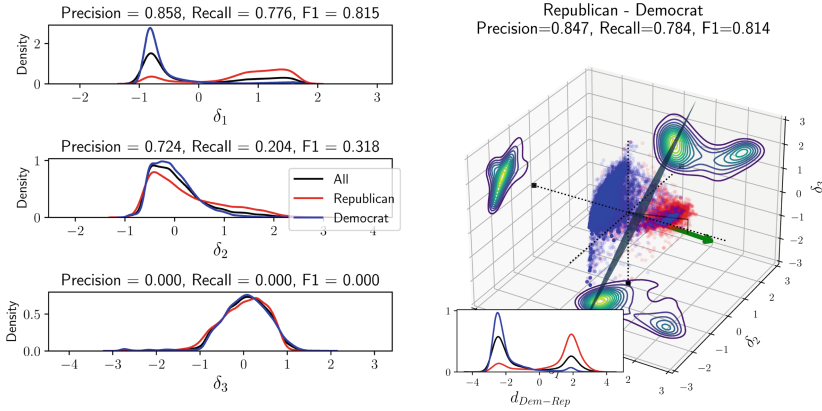 Precision = 0.858, Recall = 0.776, F1 = 0.815
Density
2
0
−2 −1 0 1 2 3
δ1
Precision = 0.724, Recall = 0.204, F1 = 0.318
Density
1
0
−2 0 2 4
δ2
All
Republican
Democrat
Precision = 0.000, Recall = 0.000, F1 = 0.000
Density
0.5
0.0
−4 −3 −2 −1 0 1 2 3
δ3
Republican - Democrat
Precision=0.847, Recall=0.784, F1=0.814
3
2
1
0
−1
−2
−3
δ3
3
2
1
0
−1
−2
−3
δ2
2 3
1
0
−4 −2 0 2 4
dDem−Rep